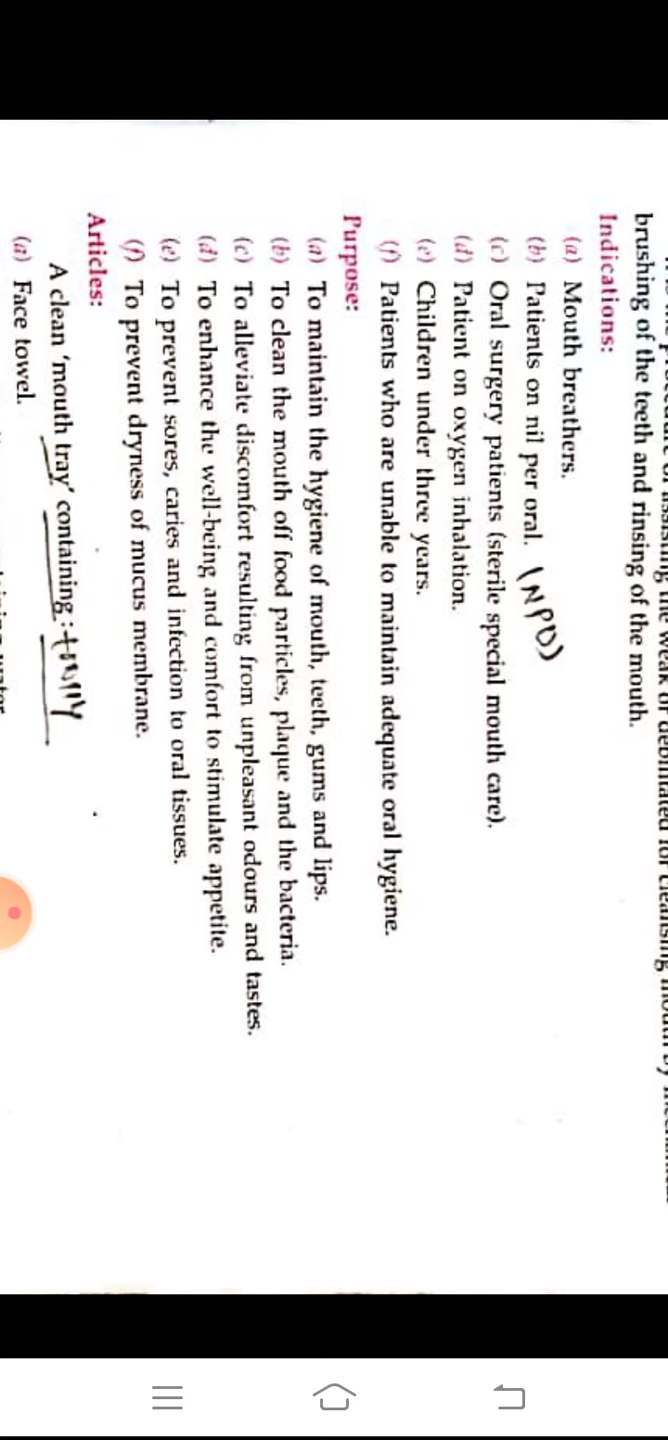 brushing of the teeth and rinsing of the mouth.
Indications:
(a) Mouth breathers.
(b) Patients on nil per oral. (NPO)
(c) Oral surgery patients (sterile special mouth care).
(d) Patient on oxygen inhalation.
(e) Children under three years.
(f) Patients who are unable to maintain adequate oral hygiene.
Purpose:
(a) To maintain the hygiene of mouth, teeth, gums and lips.
(b) To clean the mouth off food particles, plaque and the bacteria.
(c) To alleviate discomfort resulting from unpleasant odours and tastes.
(d) To enhance the well-being and comfort to stimulate appetite.
(e) To prevent sores, caries and infection to oral tissues.
(f) To prevent dryness of mucus membrane.
Articles:
A clean 'mouth tray' containing :
(a) Face towel.